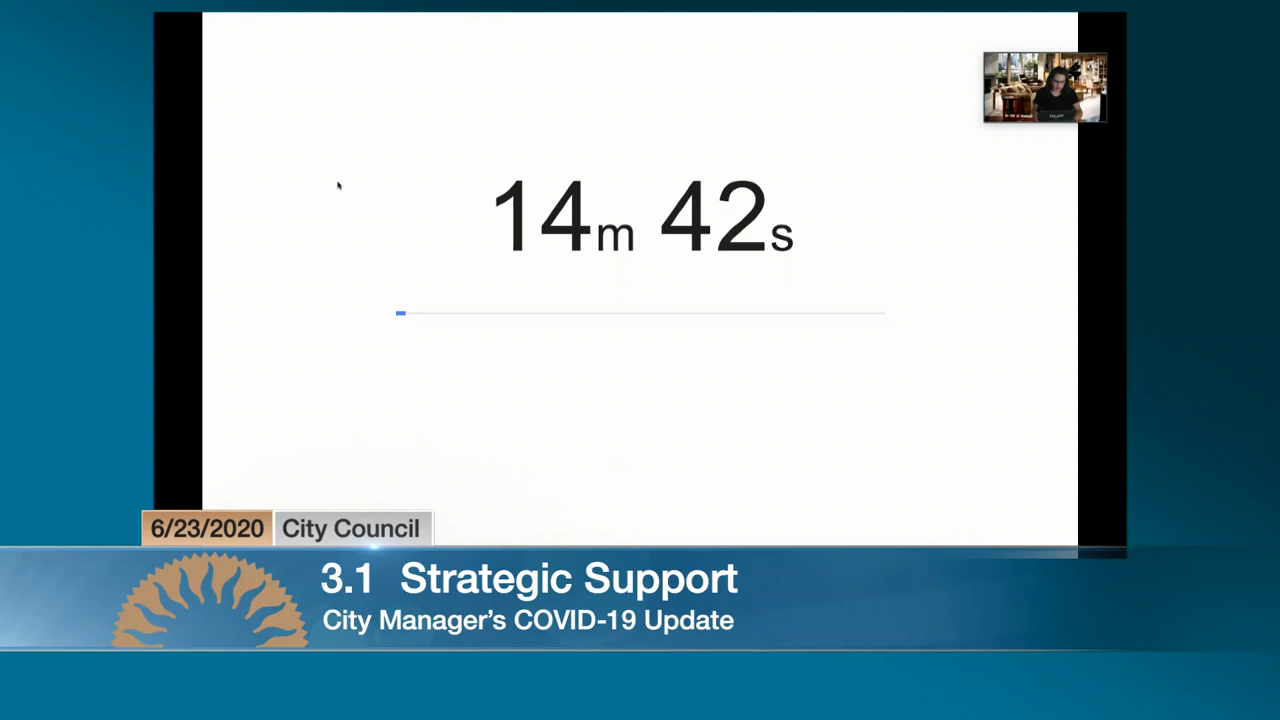 14m 42s
6/23/2020 City Council
3.1 Strategic Support
City Manager's COVID-19 Update